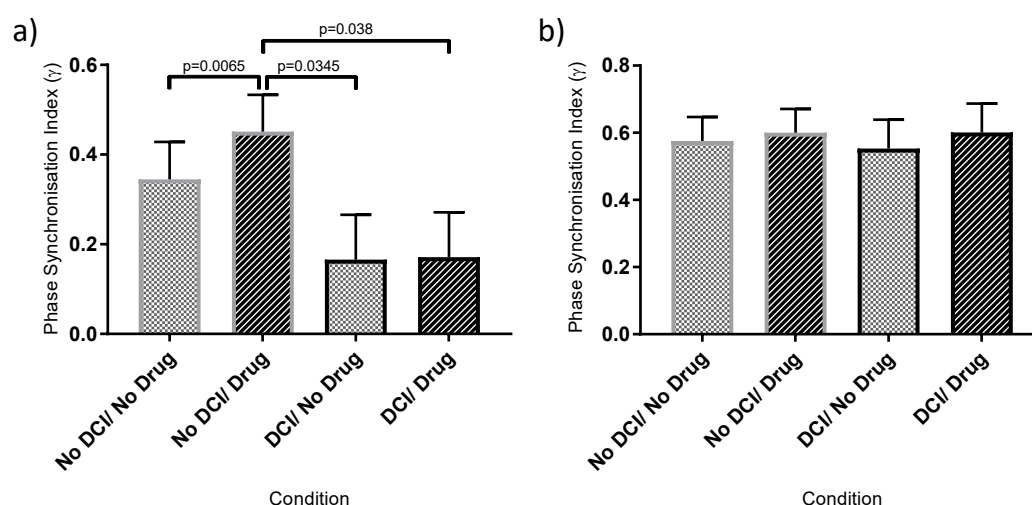 a)
p=0.038
p=0.0065
p=0.0345
Phase Synchronisation Index (γ)
0.6
0.4
0.2
0.0
No DCI/ No Drug
No DCI/ Drug
DCI/ No Drug
DCI/ Drug
Condition
b)
Phase Synchronisation Index (γ)
0.8
0.6
0.4
0.2
0.0
No DCI/ No Drug
No DCI/ Drug
DCI/ No Drug
DCI/ Drug
Condition